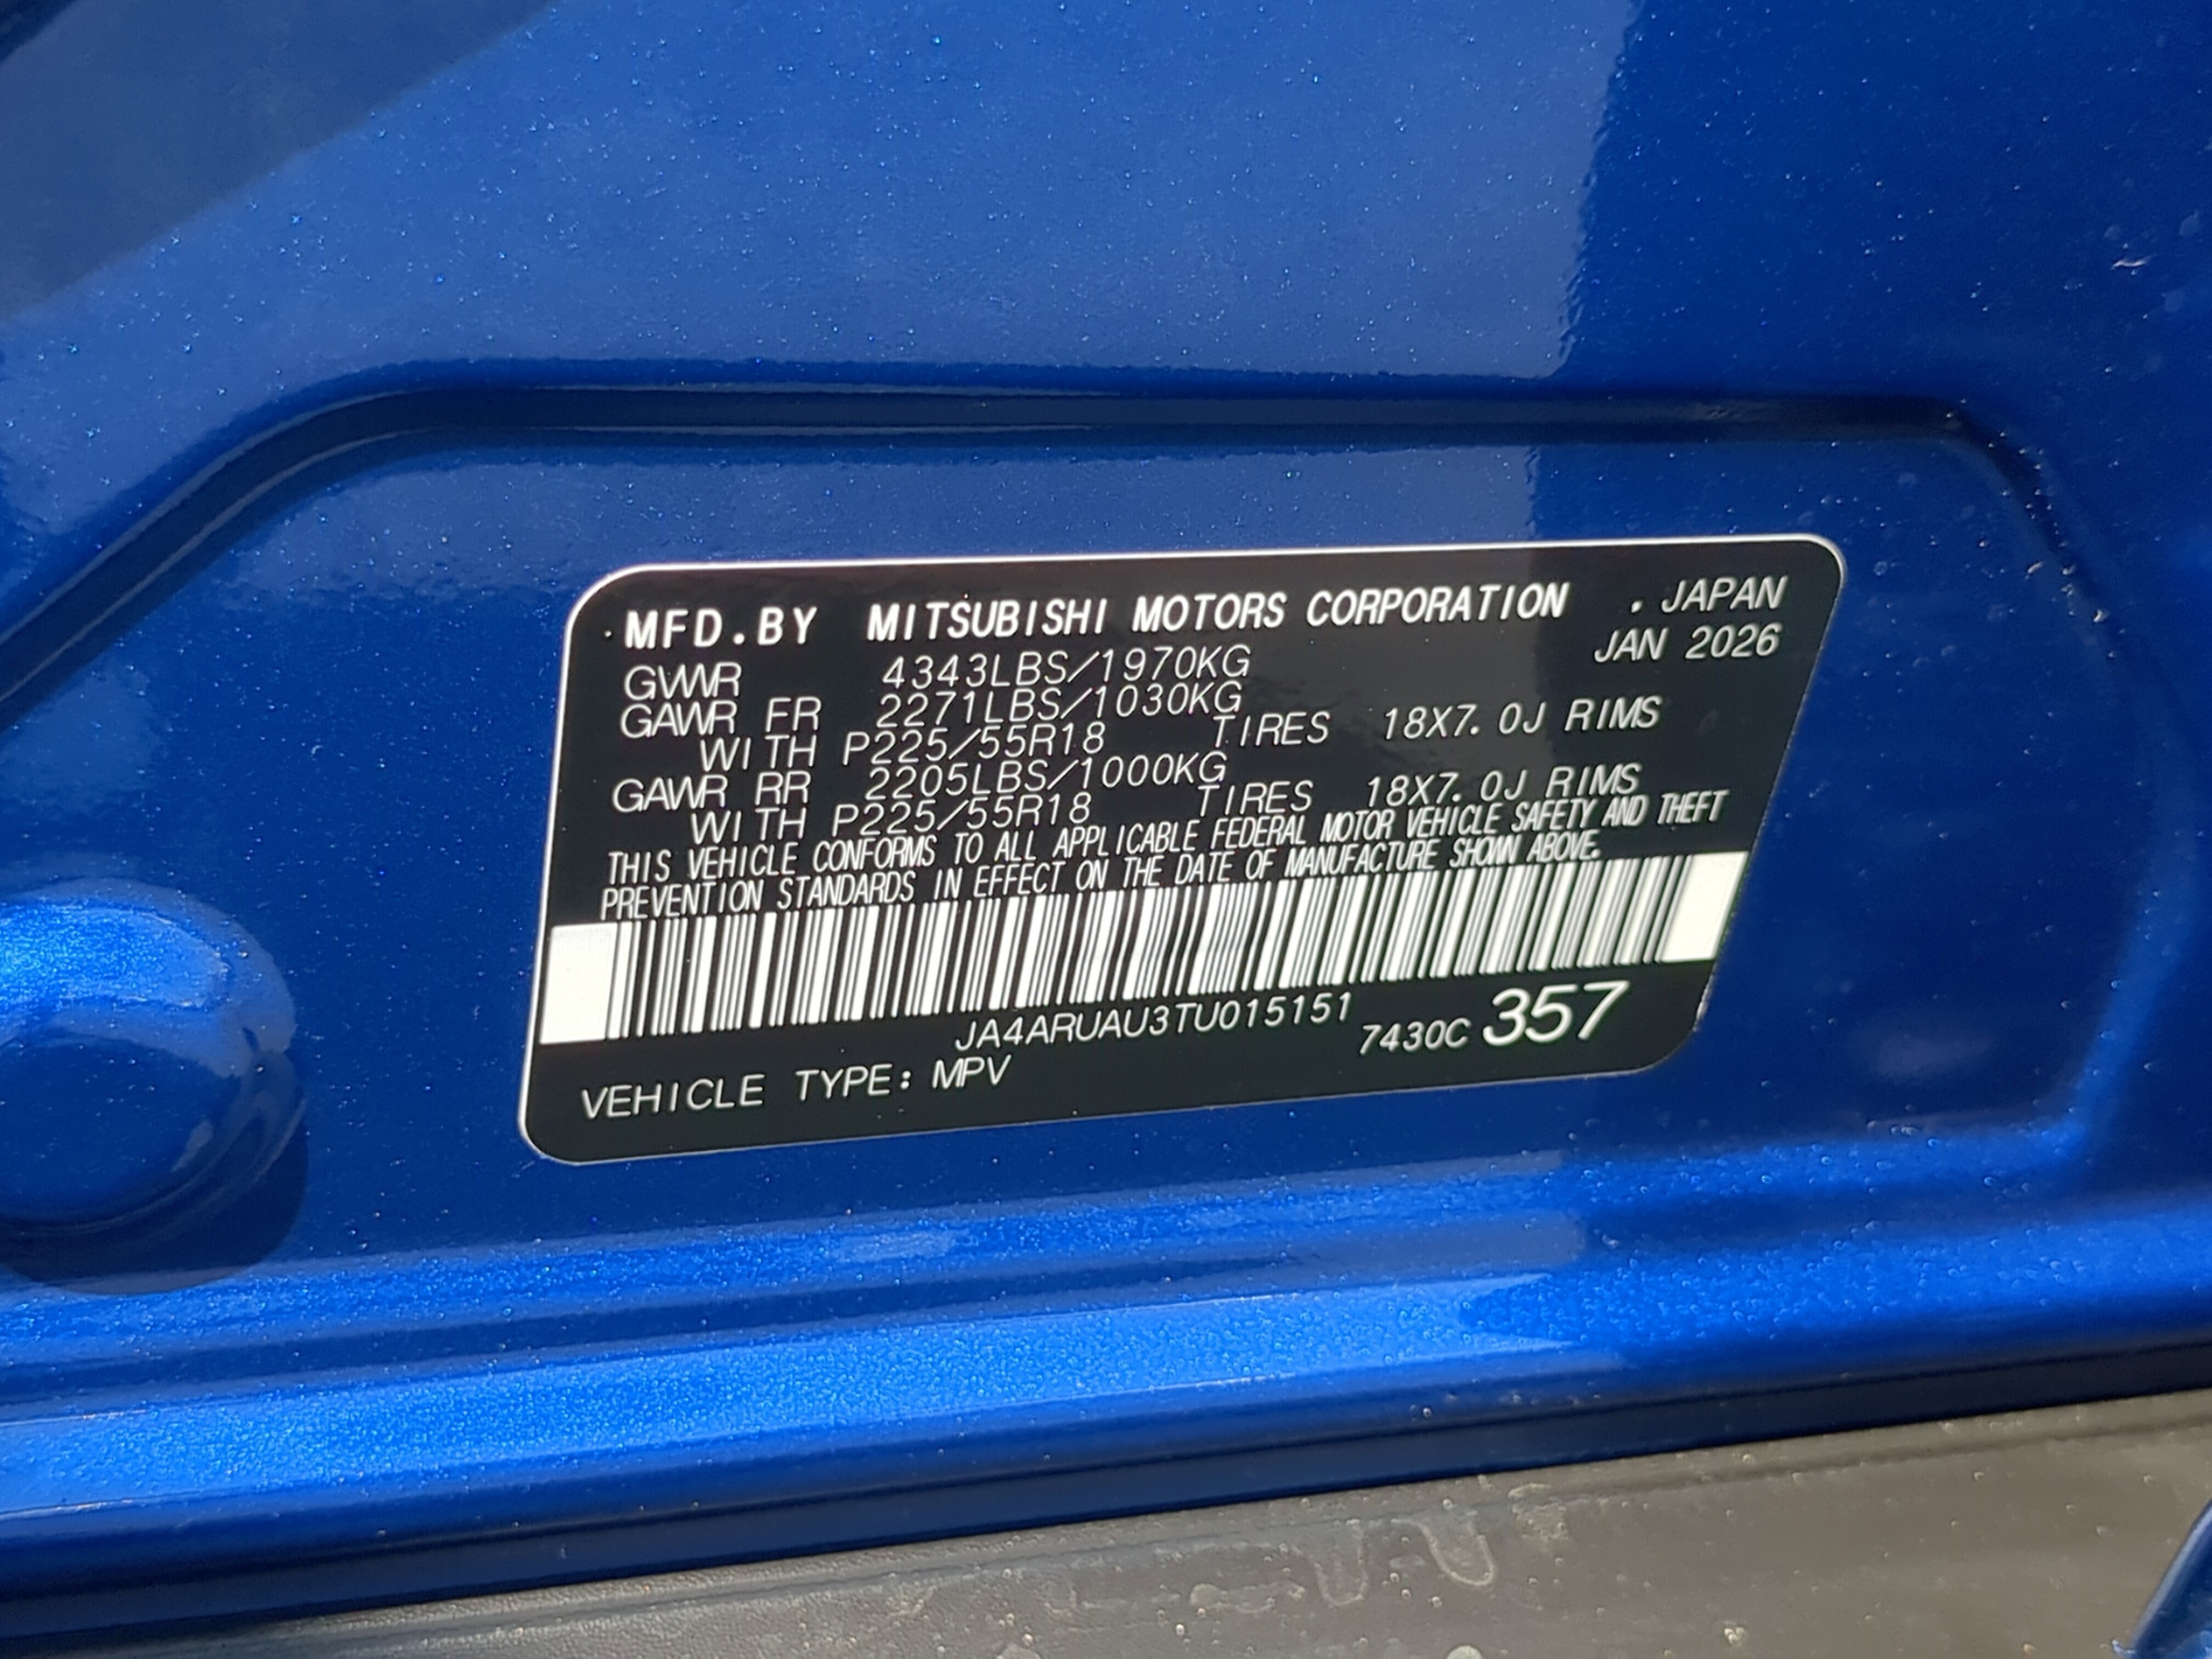 MFD.BY MITSUBISHI MOTORS CORPORATION . JAPAN
JAN 2026
GVWR 4343LBS/1970KG
GAWR FR 2271LBS/1030KG
WITH P225/55R18 TIRES 18X7.0J RIMS
GAWR RR 2205LBS/1000KG
WITH P225/55R18 TIRES 18X7.0J RIMS
THIS VEHICLE CONFORMS TO ALL APPLICABLE FEDERAL MOTOR VEHICLE SAFETY AND THEFT
PREVENTION STANDARDS IN EFFECT ON THE DATE OF MANUFACTURE SHOWN ABOVE.
JA4ARUAU3TU015151
7430C 357
VEHICLE TYPE: MPV